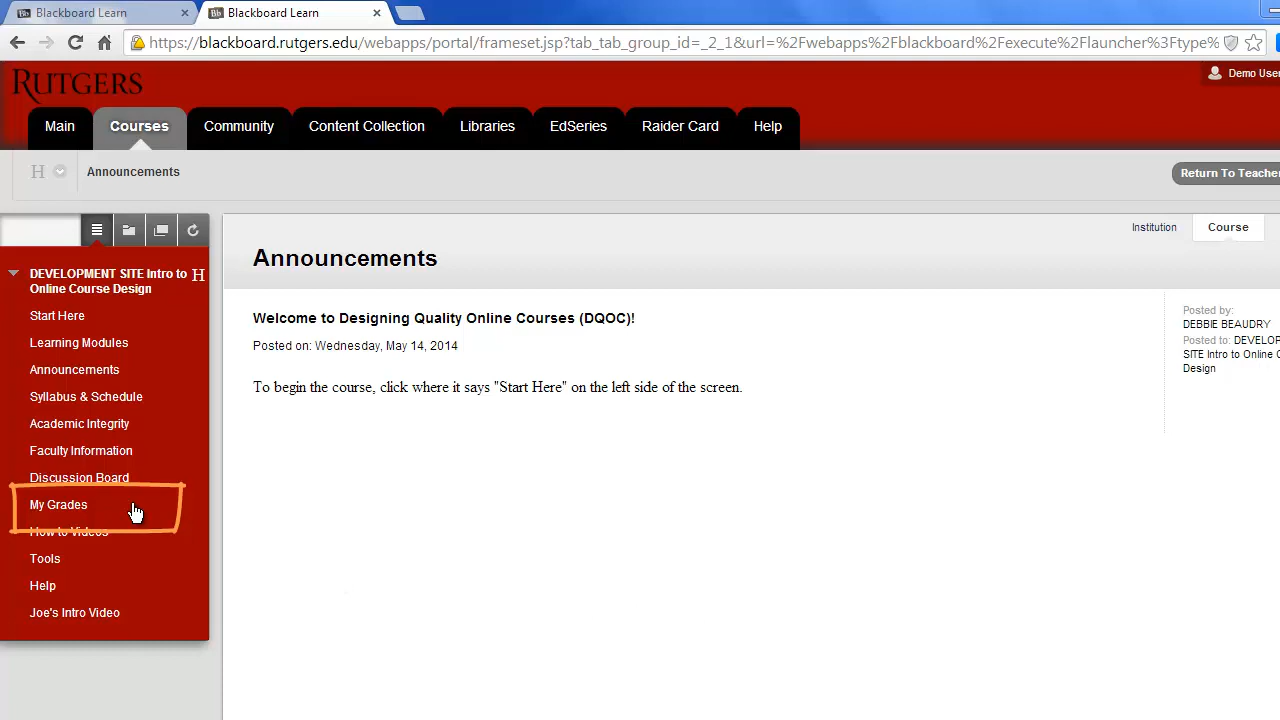 Blackboard Learn
Blackboard Learn
https://blackboard.rutgers.edu/webapps/portal/frameset.jsp?tab_tab_group_id=_2_1&url=%2Fwebapps%2Fblackboard%2Fexecute%2Flauncher%3Ftype%
RUTGERS
Demo User
Main Courses Community Content Collection Libraries EdSeries Raider Card Help
H Announcements
Return To Teache
Institution Course
Announcements
DEVELOPMENT SITE Intro to H
Online Course Design
Start Here
Learning Modules
Announcements
Syllabus & Schedule
Academic Integrity
Faculty Information
Discussion Board
My Grades
How to Videos
Tools
Help
Joe's Intro Video
Welcome to Designing Quality Online Courses (DQOC)!
Posted on: Wednesday, May 14, 2014
To begin the course, click where it says "Start Here" on the left side of the screen.
Posted by:
DEBBIE BEAUDRY
Posted to: DEVELOP
SITE Intro to Online C
Design